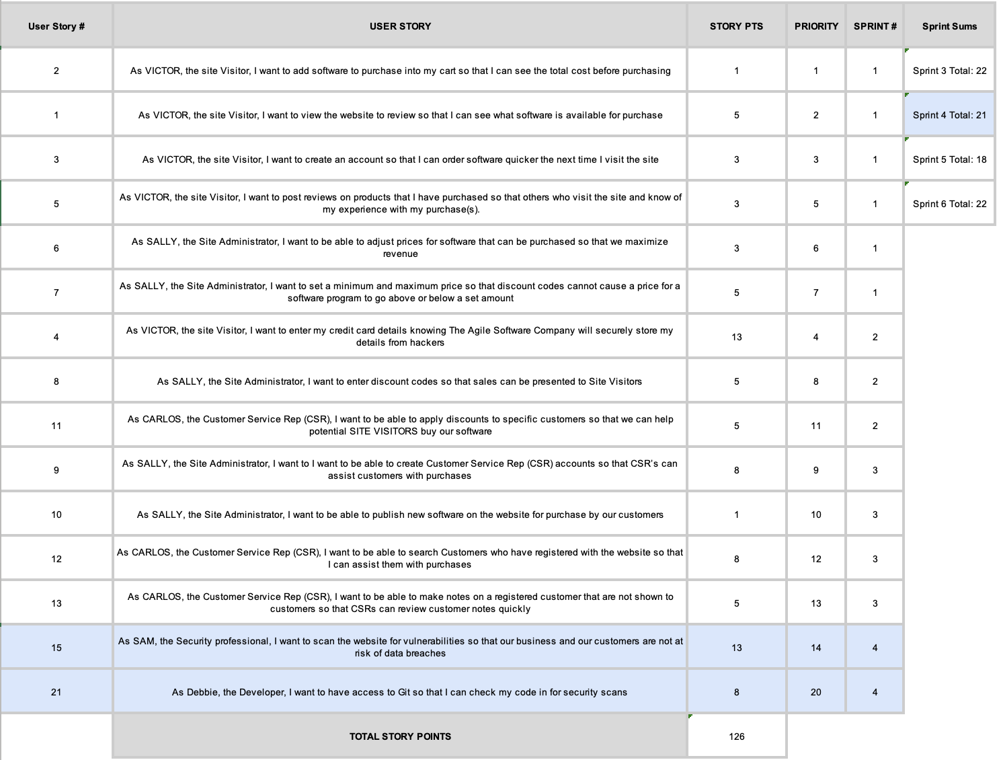 User Story # USER STORY STORY PTS PRIORITY SPRINT # Sprint Sums
2 As VICTOR, the site Visitor, I want to add software to purchase into my cart so that I can see the total cost before purchasing 1 1 1 Sprint 3 Total: 22
1 As VICTOR, the site Visitor, I want to view the website to review so that I can see what software is available for purchase 5 2 1 Sprint 4 Total: 21
3 As VICTOR, the site Visitor, I want to create an account so that I can order software quicker the next time I visit the site 3 3 1 Sprint 5 Total: 18
5 As VICTOR, the site Visitor, I want to post reviews on products that I have purchased so that others who visit the site and know of
my experience with my purchase(s). 3 5 1 Sprint 6 Total: 22
6 As SALLY, the Site Administrator, I want to be able to adjust prices for software that can be purchased so that we maximize
revenue 3 6 1
7 As SALLY, the Site Administrator, I want to set a minimum and maximum price so that discount codes cannot cause a price for a
software program to go above or below a set amount 5 7 1
4 As VICTOR, the site Visitor, I want to enter my credit card details knowing The Agile Software Company will securely store my
details from hackers 13 4 2
8 As SALLY, the Site Administrator, I want to enter discount codes so that sales can be presented to Site Visitors 5 8 2
11 As CARLOS, the Customer Service Rep (CSR), I want to be able to apply discounts to specific customers so that we can help
potential SITE VISITORS buy our software 5 11 2
9 As SALLY, the Site Administrator, I want to I want to be able to create Customer Service Rep (CSR) accounts so that CSR's can
assist customers with purchases 8 9 3
10 As SALLY, the Site Administrator, I want to be able to publish new software on the website for purchase by our customers 1 10 3
12 As CARLOS, the Customer Service Rep (CSR), I want to be able to search Customers who have registered with the website so that
I can assist them with purchases 8 12 3
13 As CARLOS, the Customer Service Rep (CSR), I want to be able to make notes on a registered customer that are not shown to
customers so that CSRs can review customer notes quickly 5 13 3
15 As SAM, the Security professional, I want to scan the website for vulnerabilities so that our business and our customers are not at
risk of data breaches 13 14 4
21 As Debbie, the Developer, I want to have access to Git so that I can check my code in for security scans 8 20 4
TOTAL STORY POINTS 126